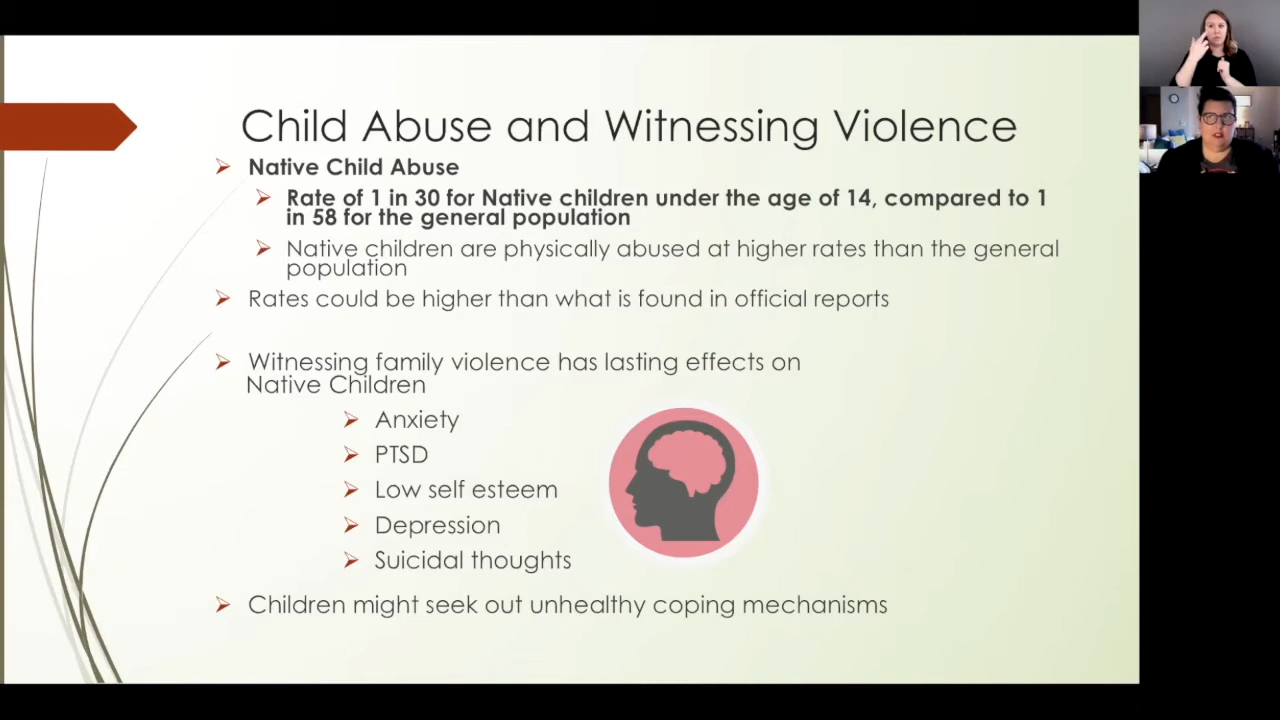 Child Abuse and Witnessing Violence
Native Child Abuse
Rate of 1 in 30 for Native children under the age of 14, compared to 1
in 58 for the general population
Native children are physically abused at higher rates than the general
population
Rates could be higher than what is found in official reports
Witnessing family violence has lasting effects on
Native Children
Anxiety
PTSD
Low self esteem
Depression
Suicidal thoughts
Children might seek out unhealthy coping mechanisms